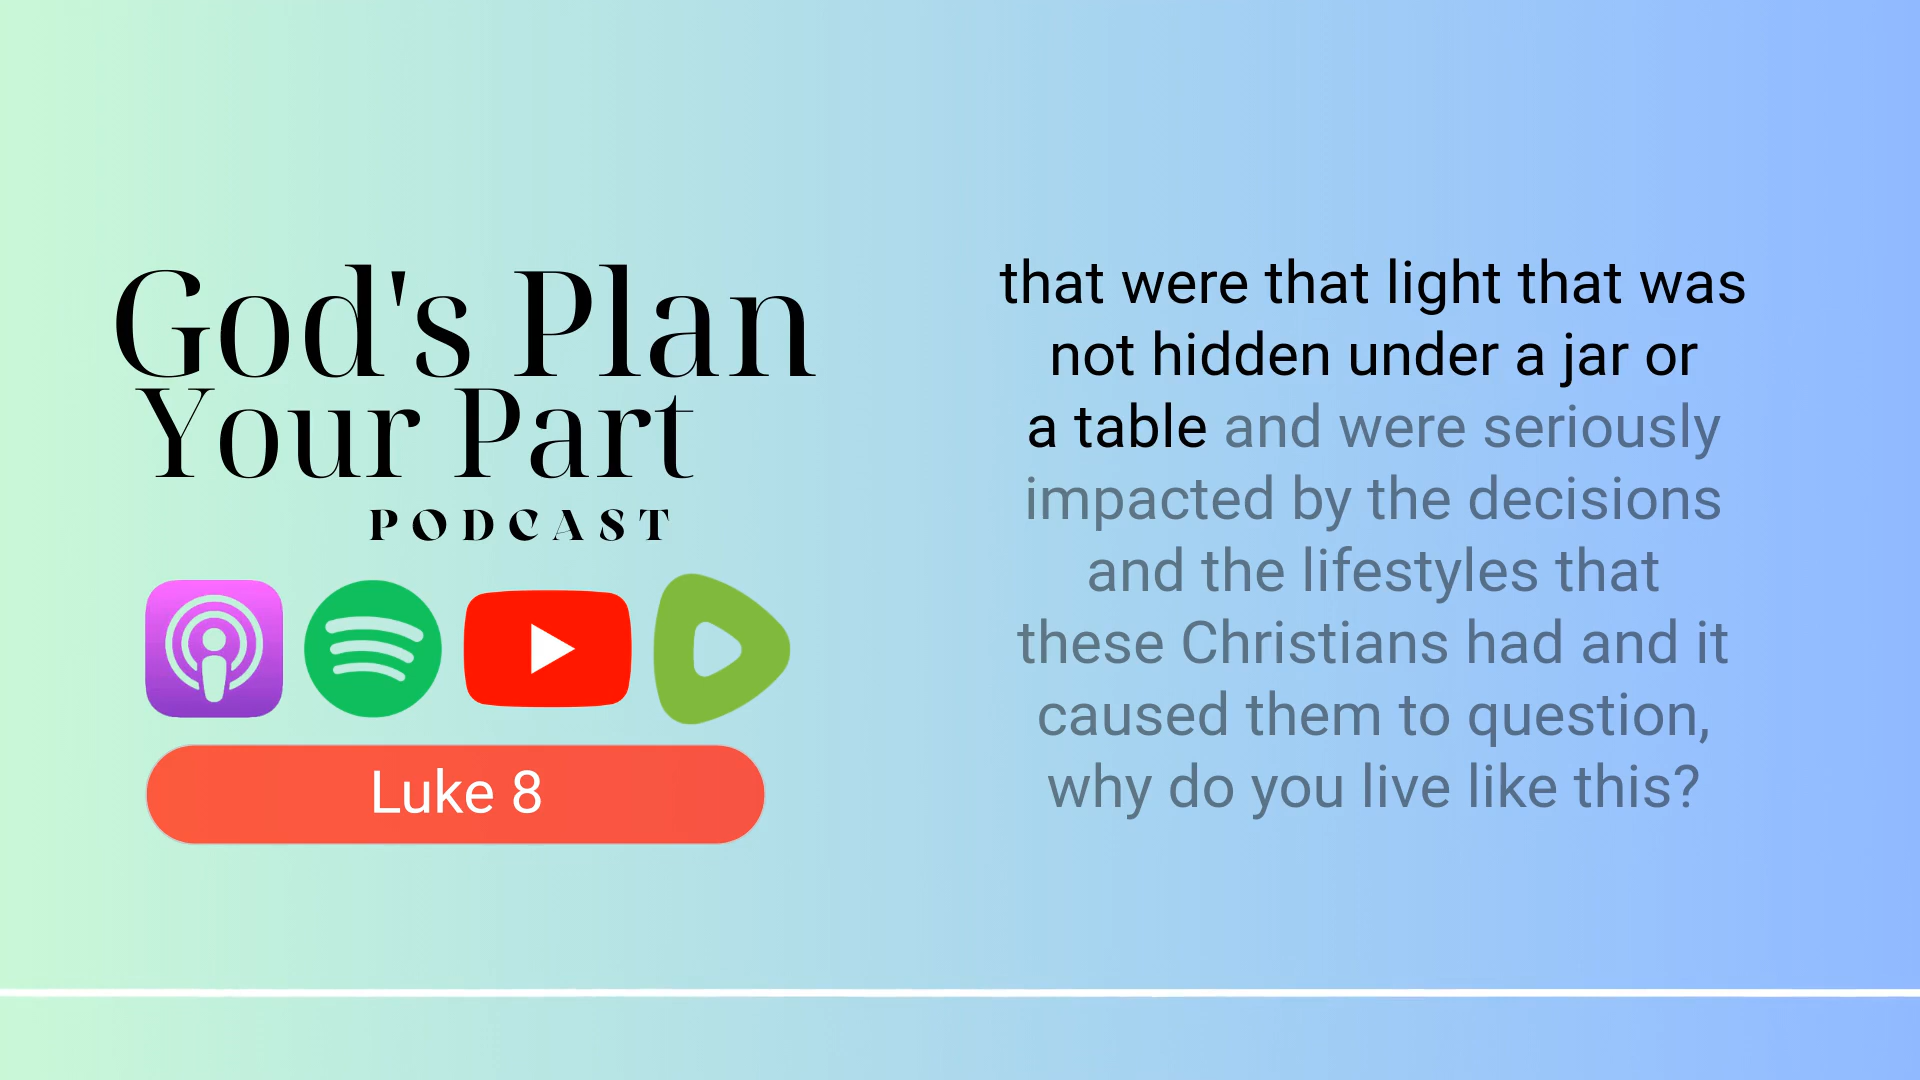 God's Plan
Your Part
PODCAST
Luke 8
that were that light that was
not hidden under a jar or
a table and were seriously
impacted by the decisions
and the lifestyles that
these Christians had and it
caused them to question,
why do you live like this?